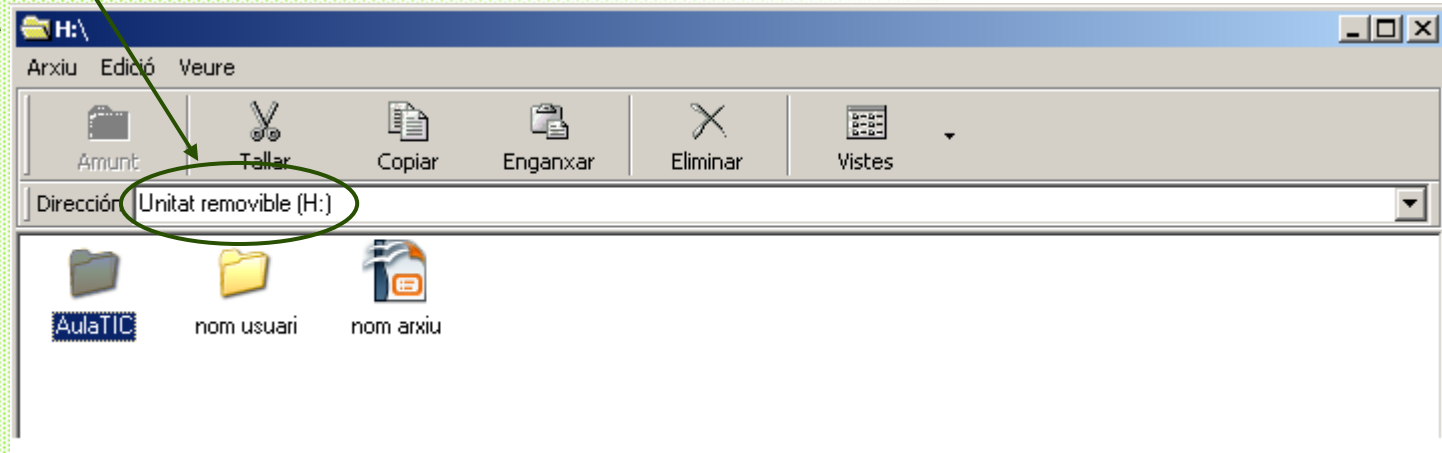 H:\
Arxiu Edició Veure
Amunt Tallar Copiar Enganxar Eliminar Vistes
Dirección Unitat removible (H:)
AulaTIC nom usuari nom arxiu